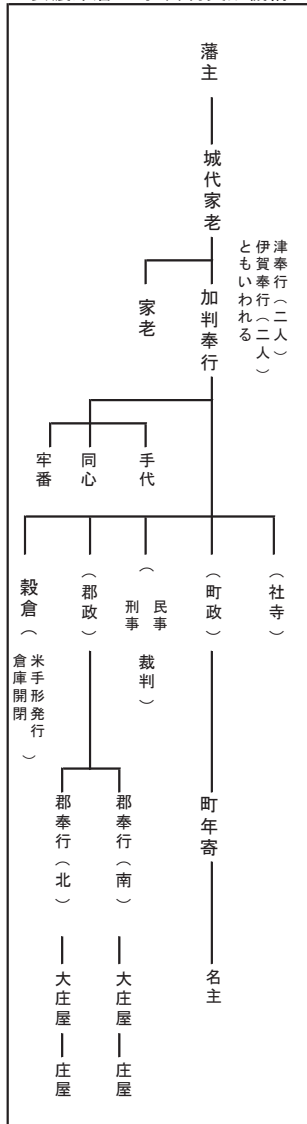 藩主
城代家老
津奉行（二人）
伊賀奉行（二人）
ともいわれる
加判奉行
家老
手代
同心
牢番
（社寺）
（町政）
（民事
刑事
裁判）
（郡政）
穀倉（米手形発行
倉庫開閉）
町年寄
名主
郡奉行（南）
大庄屋
庄屋
郡奉行（北）
大庄屋
庄屋